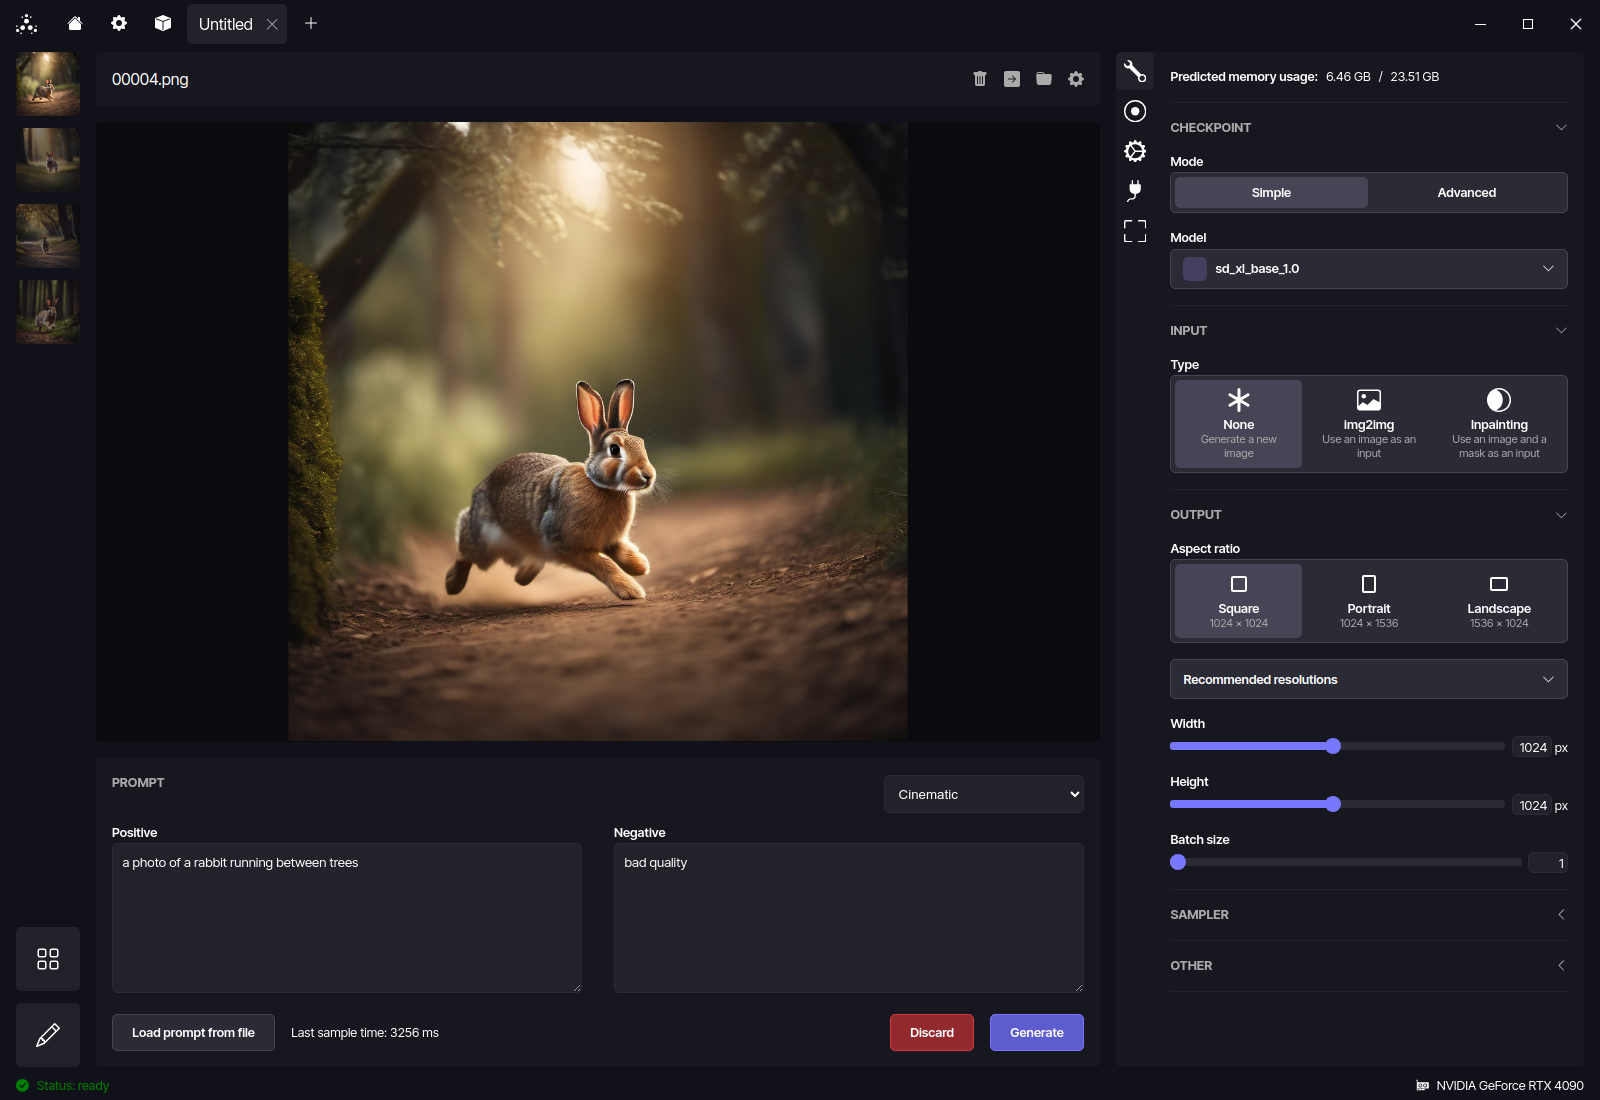 Untitled
00004.png
Predicted memory usage: 6.46 GB / 23.51 GB
CHECKPOINT
Mode
Simple Advanced
Model
sd_xl_base_1.0
INPUT
Type
None
Generate a new
image
img2img
Use an image as an
input
Inpainting
Use an image and a
mask as an input
OUTPUT
Aspect ratio
Square
1024 × 1024
Portrait
1024 × 1536
Landscape
1536 × 1024
Recommended resolutions
Width
1024 px
Height
1024 px
Batch size
1
SAMPLER
OTHER
PROMPT
Cinematic
Positive
a photo of a rabbit running between trees
Negative
bad quality
Load prompt from file
Last sample time: 3256 ms
Discard
Generate
Status: ready
NVIDIA GeForce RTX 4090